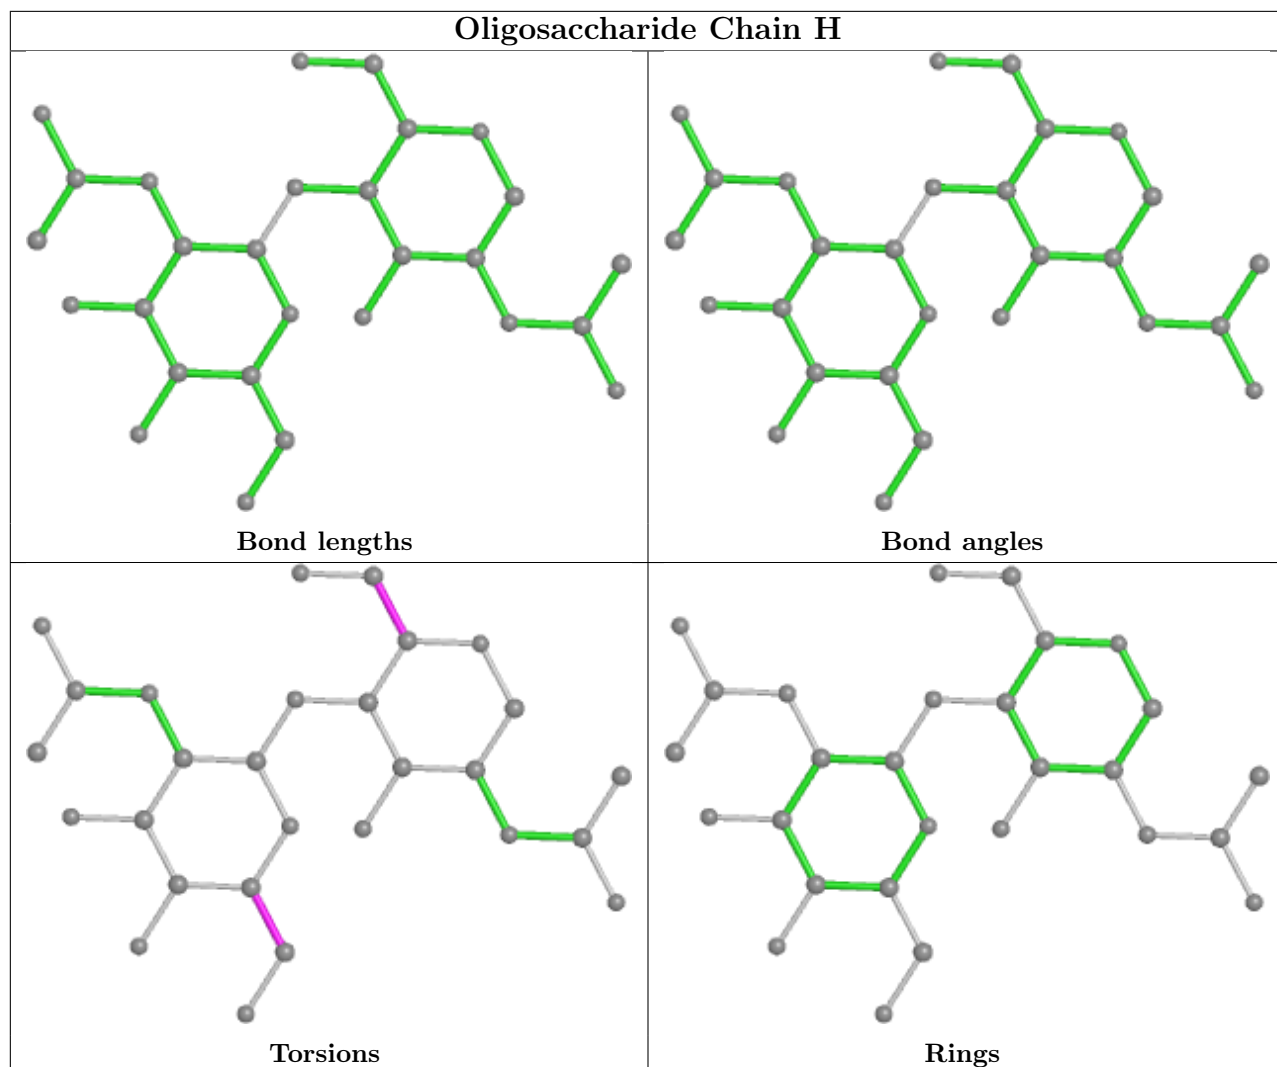 Oligosaccharide Chain H
Bond lengths
Bond angles
Torsions
Rings